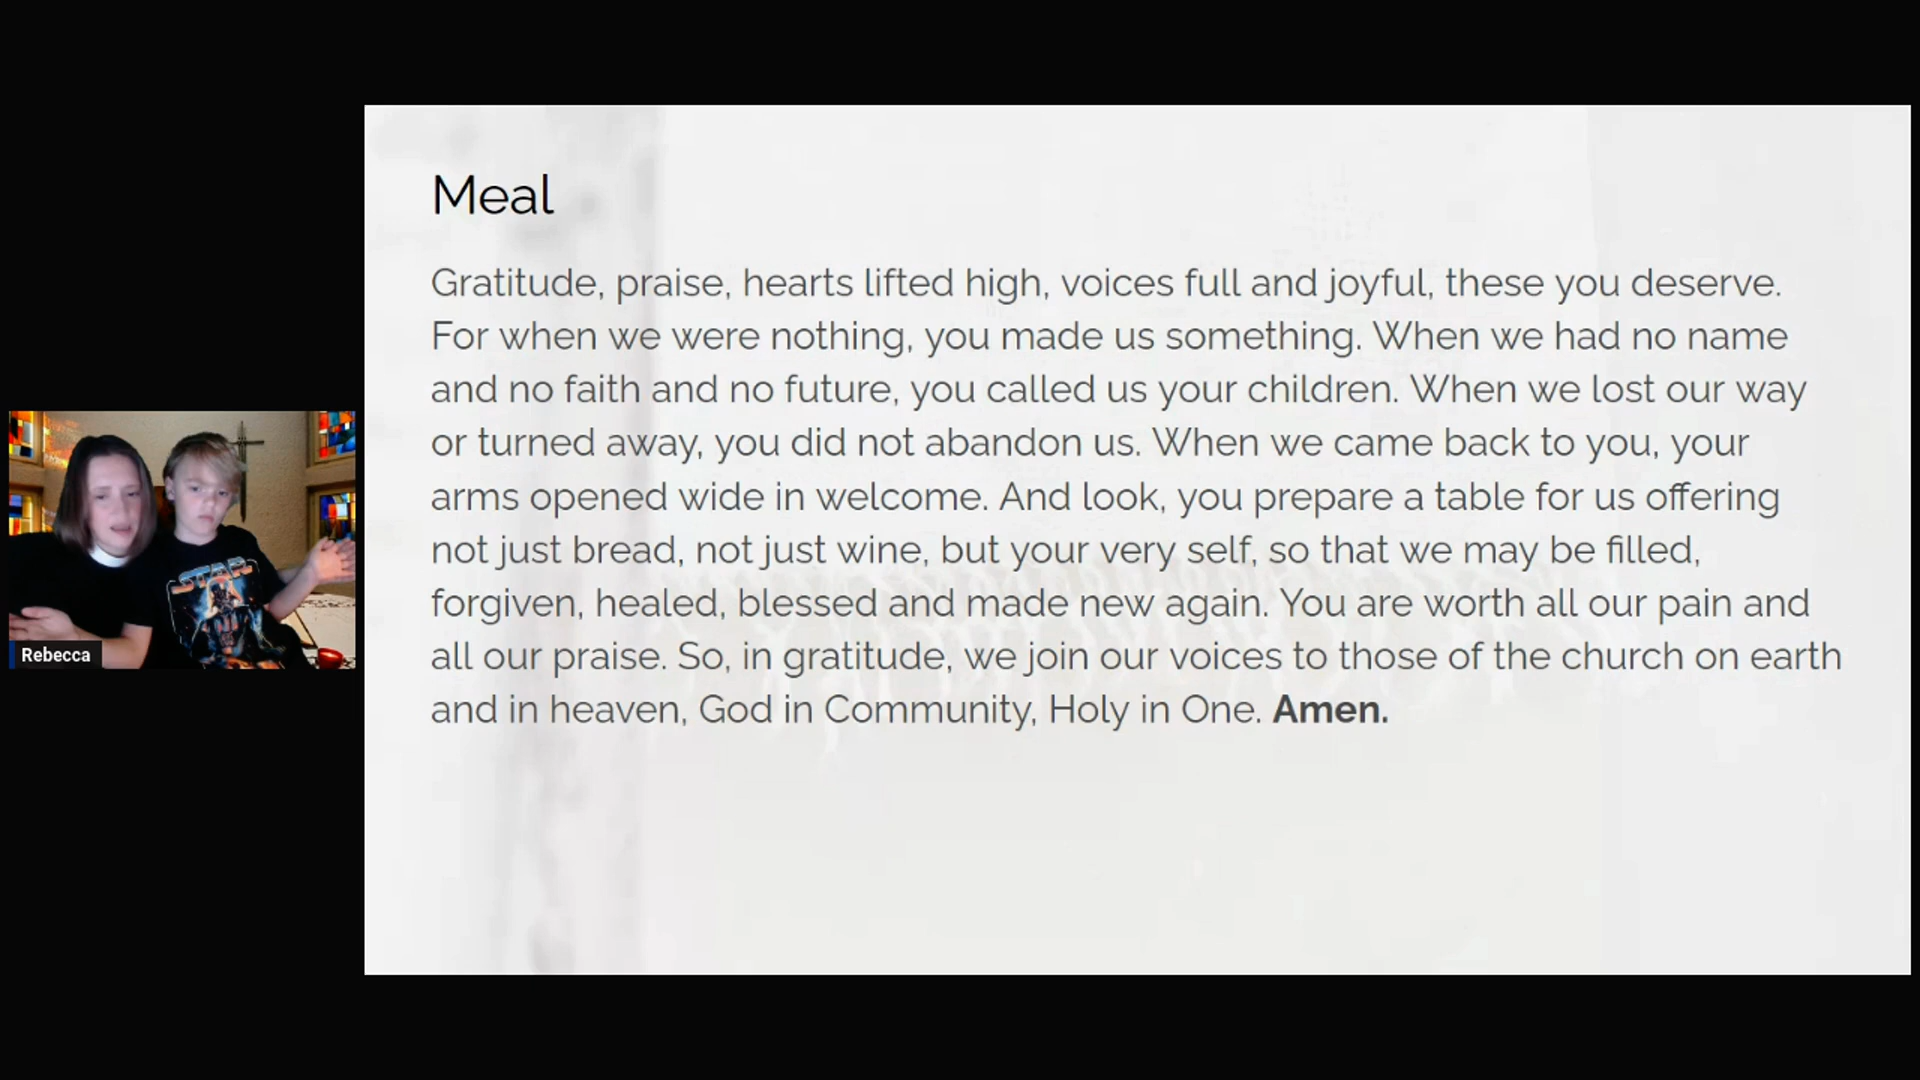 Meal
Gratitude, praise, hearts lifted high, voices full and joyful, these you deserve.
For when we were nothing, you made us something. When we had no name
and no faith and no future, you called us your children. When we lost our way
or turned away, you did not abandon us. When we came back to you, your
arms opened wide in welcome. And look, you prepare a table for us offering
not just bread, not just wine, but your very self, so that we may be filled,
forgiven, healed, blessed and made new again. You are worth all our pain and
all our praise. So, in gratitude, we join our voices to those of the church on earth
and in heaven, God in Community, Holy in One. Amen.
STAR
Rebecca